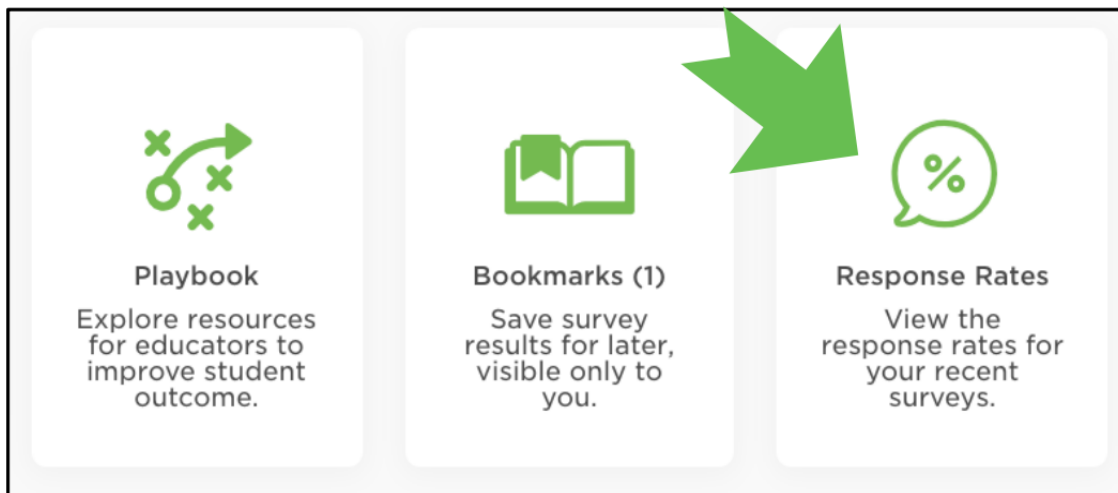 Playbook
Explore resources
for educators to
improve student
outcome.
Bookmarks (1)
Save survey
results for later,
visible only to
you.
%
Response Rates
View the
response rates for
your recent
surveys.